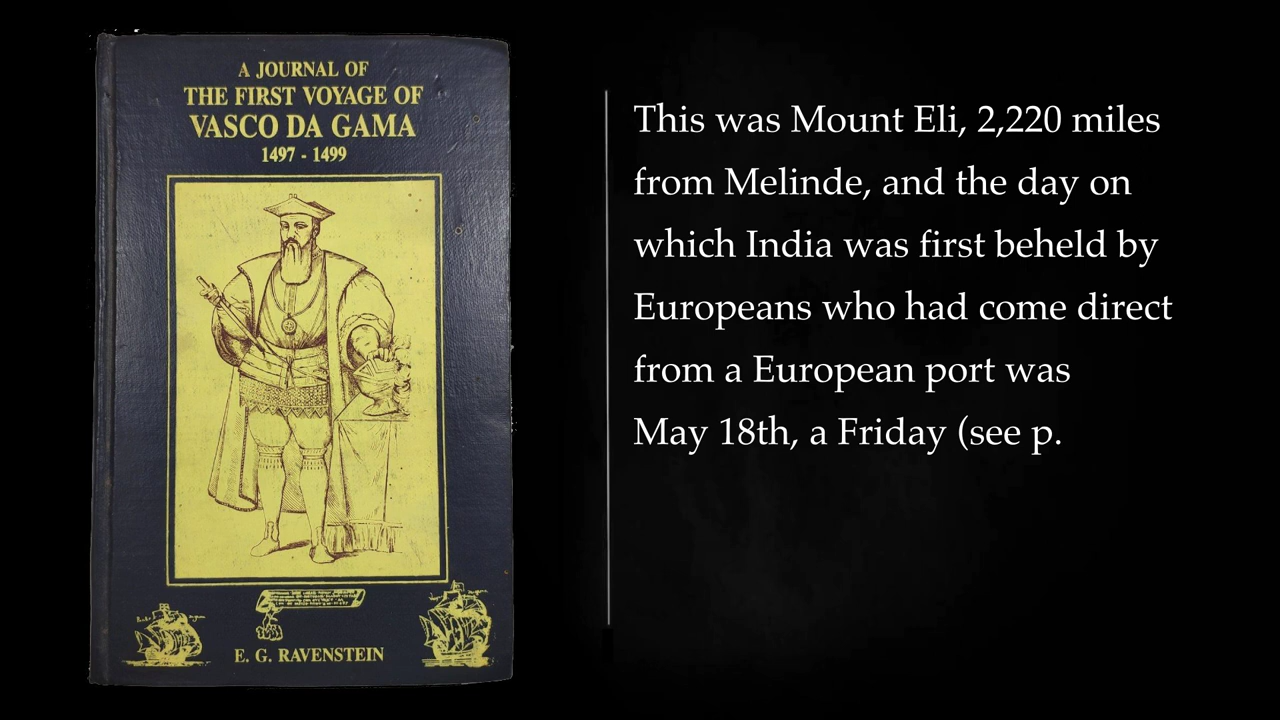 A JOURNAL OF
THE FIRST VOYAGE OF
VASCO DA GAMA
1497 - 1499
E. G. RAVENSTEIN
This was Mount Eli, 2,220 miles
from Melinde, and the day on
which India was first beheld by
Europeans who had come direct
from a European port was
May 18th, a Friday (see p.